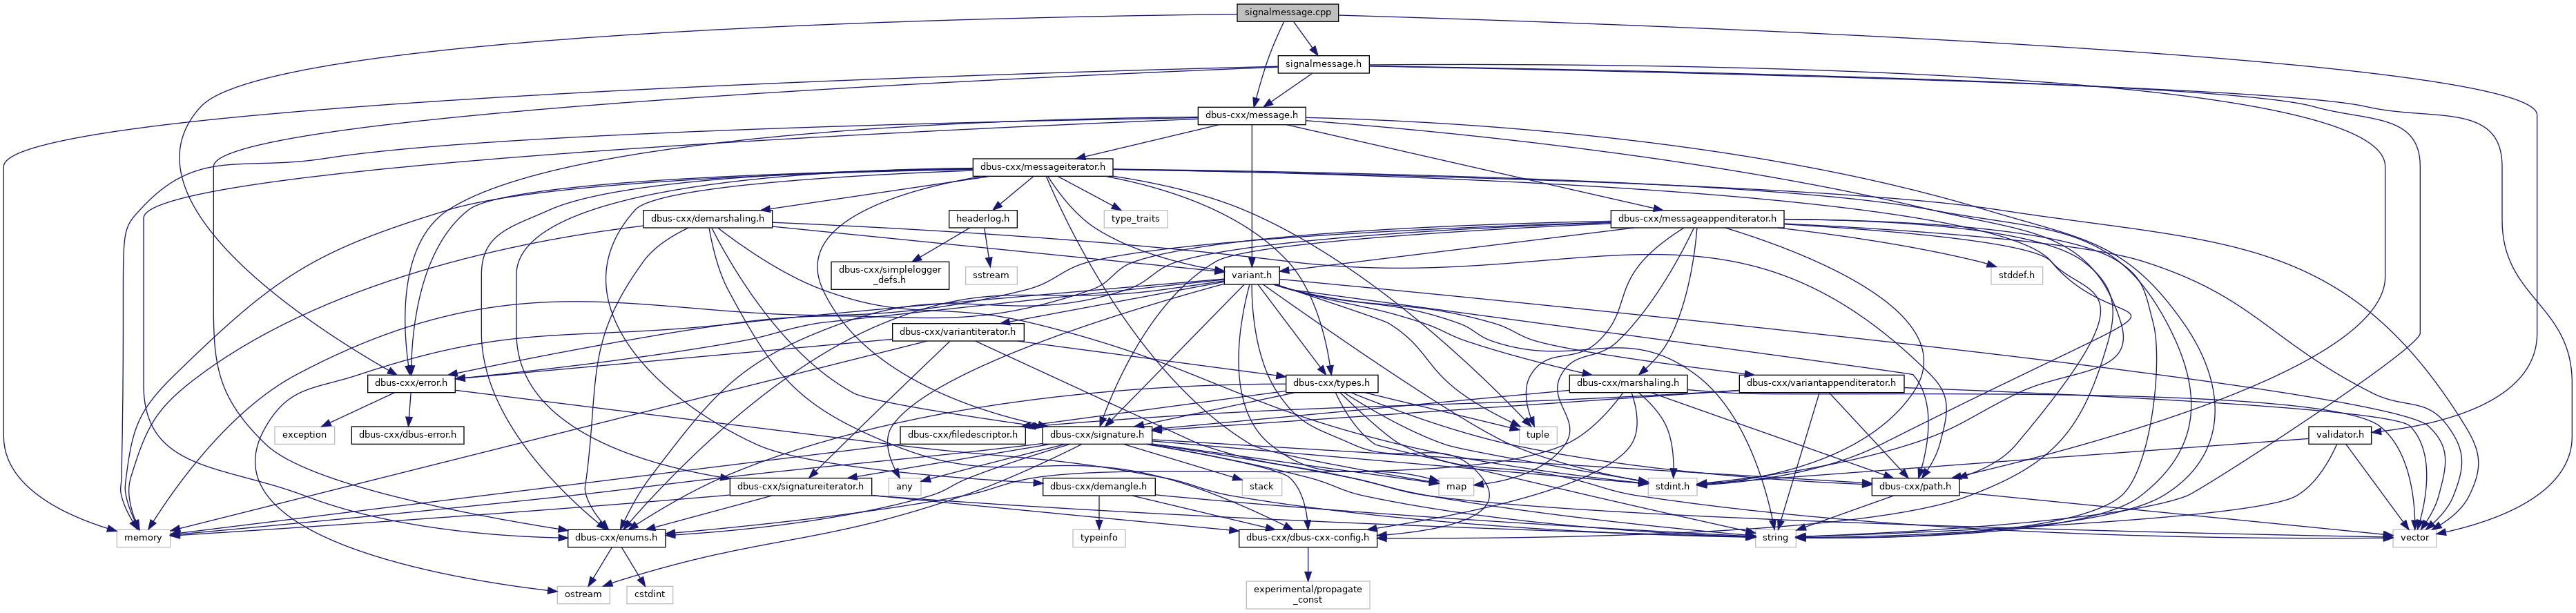 signalmessage.cpp
signalmessage.h
dbus-cxx/message.h
dbus-cxx/messageiterator.h
dbus-cxx/demarshaling.h
headerlog.h
type_traits
dbus-cxx/messageappenditerator.h
dbus-cxx/simplelogger
_defs.h
sstream
variant.h
stddef.h
dbus-cxx/variantiterator.h
dbus-cxx/error.h
dbus-cxx/types.h
dbus-cxx/marshaling.h
dbus-cxx/variantappenditerator.h
exception
dbus-cxx/dbus-error.h
dbus-cxx/filedescriptor.h
dbus-cxx/signature.h
tuple
validator.h
dbus-cxx/signatureiterator.h
any
dbus-cxx/demangle.h
stack
map
stdint.h
dbus-cxx/path.h
memory
dbus-cxx/enums.h
typeinfo
dbus-cxx/dbus-cxx-config.h
string
vector
ostream
cstdint
experimental/propagate
_const